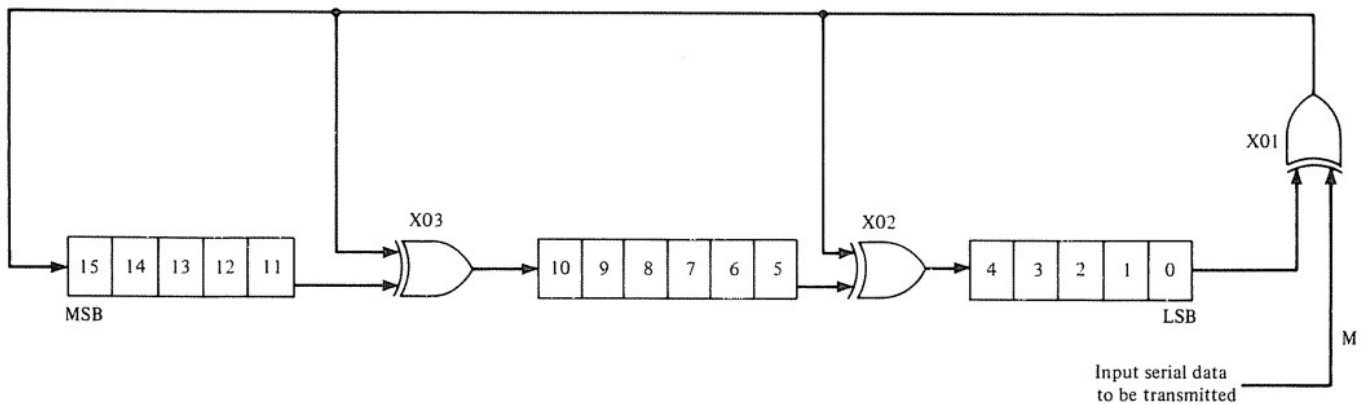 X01
X03
X02
15 14 13 12 11
10 9 8 7 6 5
4 3 2 1 0
MSB
LSB
M
Input serial data
to be transmitted